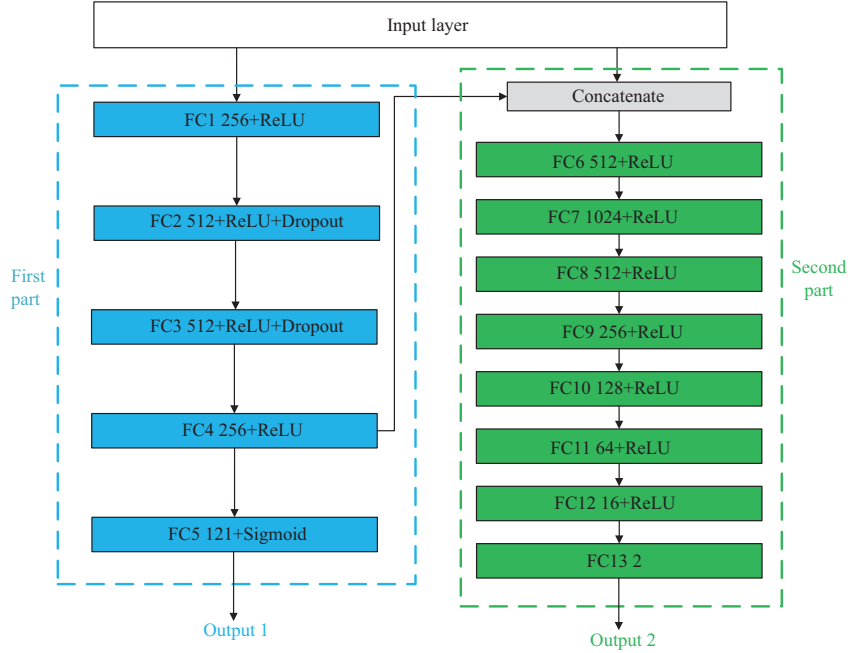 Input layer
FC1 256+ReLU
FC2 512+ReLU+Dropout
FC3 512+ReLU+Dropout
FC4 256+ReLU
FC5 121+Sigmoid
First
part
Output 1
Concatenate
FC6 512+ReLU
FC7 1024+ReLU
FC8 512+ReLU
FC9 256+ReLU
FC10 128+ReLU
FC11 64+ReLU
FC12 16+ReLU
FC13 2
Second
part
Output 2